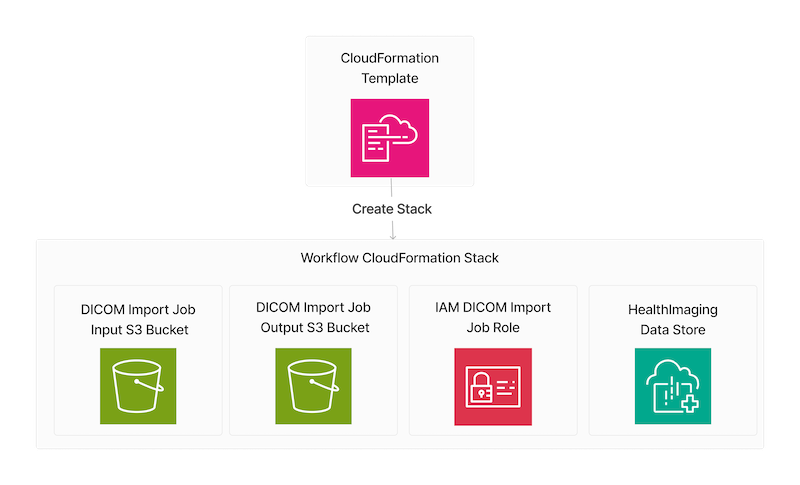 CloudFormation
Template
Create Stack
Workflow CloudFormation Stack
DICOM Import Job
Input S3 Bucket
DICOM Import Job
Output S3 Bucket
IAM DICOM Import
Job Role
HealthImaging
Data Store